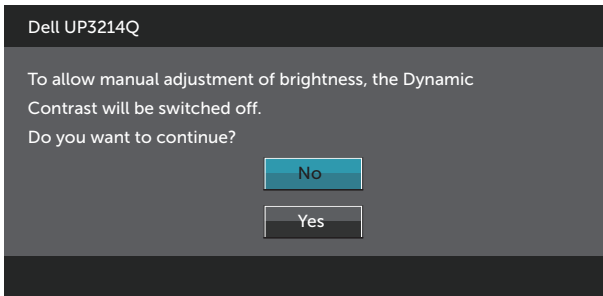 Dell UP3214Q
To allow manual adjustment of brightness, the Dynamic
Contrast will be switched off.
Do you want to continue?
No
Yes